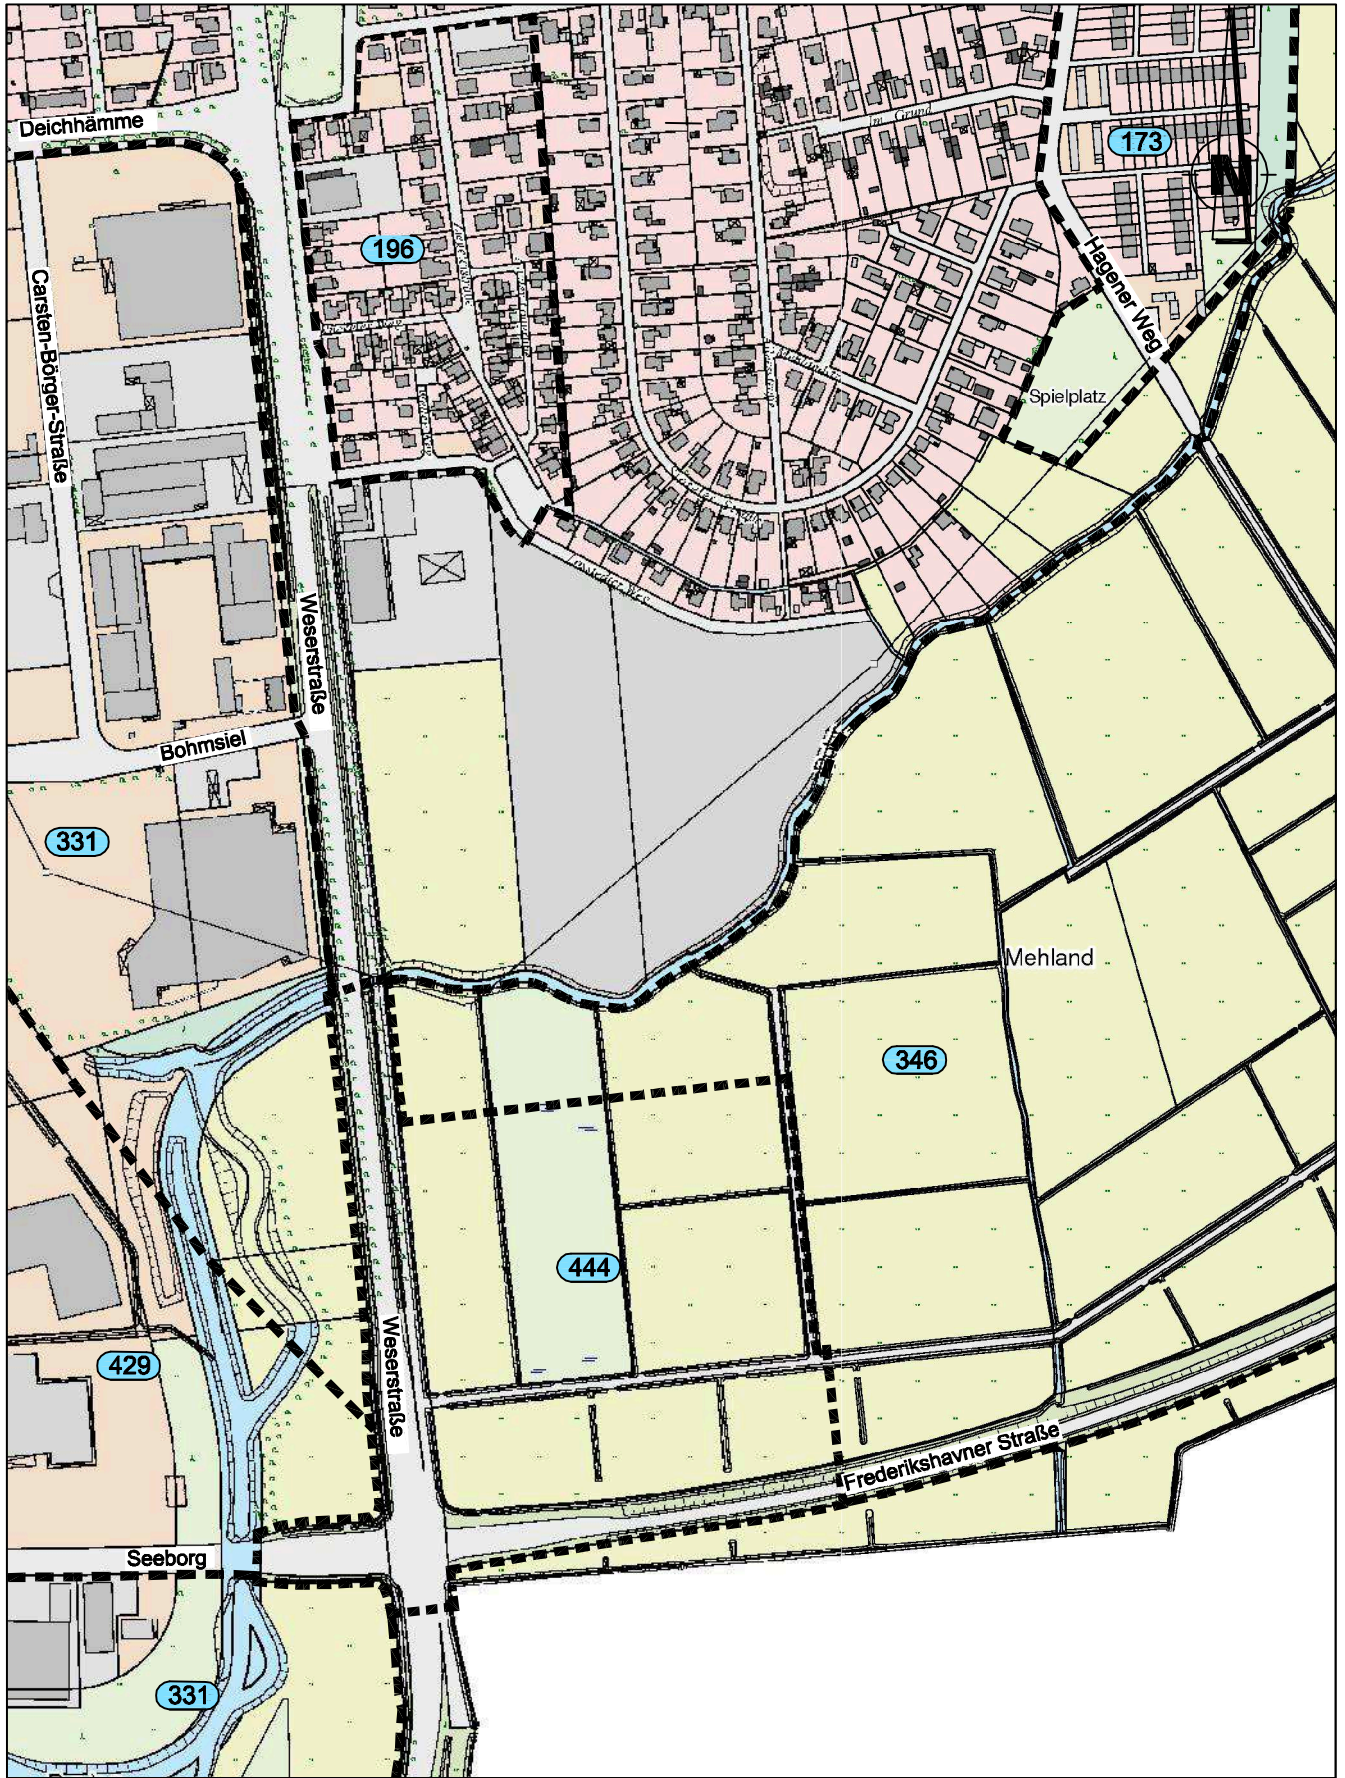 Deichhämme
173
N
196
Hagener Weg
Carsten-Börger-Straße
Spielplatz
Weserstraße
Bohmsiel
331
Mehland
346
444
Weserstraße
429
Frederikshavner Straße
Seeborg
331